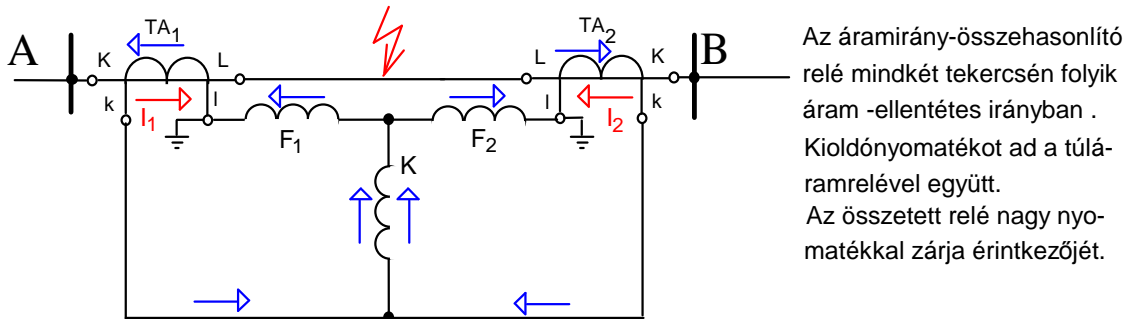 A
K
TA1
L
L
TA2
K
B
k
I1
l
l
I2
k
F1
F2
K
Az áramirány-összehasonlító
relé mindkét tekercsén folyik
áram -ellentétes irányban .
Kioldónyomatékot ad a túlá-
ramrelével együtt.
Az összetett relé nagy nyo-
matékkal zárja érintkezőjét.